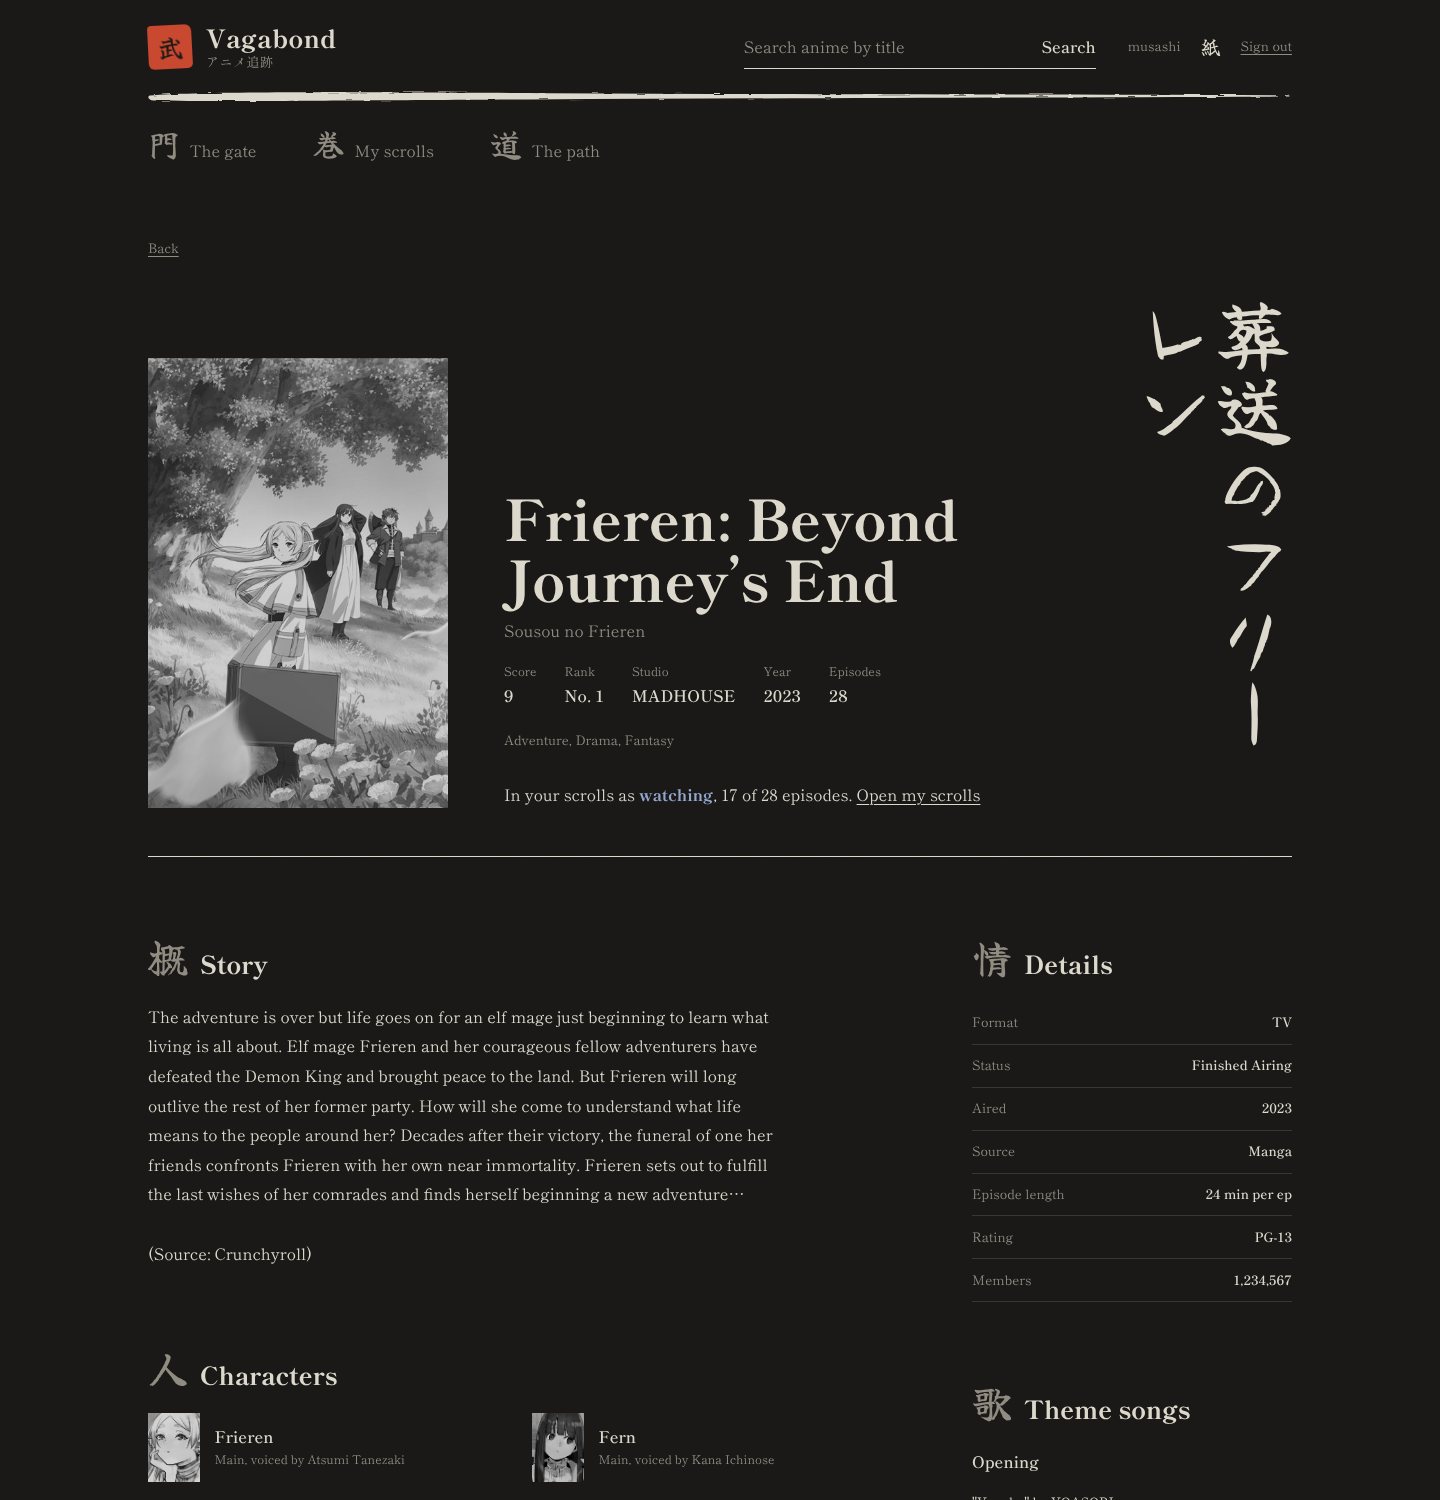 武
Vagabond
アニメ追跡
Search anime by title
Search
musashi
紙
Sign out
門 The gate
巻 My scrolls
道 The path
Back
葬送のフリー
レン
Frieren: Beyond
Journey’s End
Sousou no Frieren
Score
9
Rank
No. 1
Studio
MADHOUSE
Year
2023
Episodes
28
Adventure, Drama, Fantasy
In your scrolls as watching, 17 of 28 episodes. Open my scrolls
概 Story
The adventure is over but life goes on for an elf mage just beginning to learn what
living is all about. Elf mage Frieren and her courageous fellow adventurers have
defeated the Demon King and brought peace to the land. But Frieren will long
outlive the rest of her former party. How will she come to understand what life
means to the people around her? Decades after their victory, the funeral of one her
friends confronts Frieren with her own near immortality. Frieren sets out to fulfill
the last wishes of her comrades and finds herself beginning a new adventure…
(Source: Crunchyroll)
人 Characters
Frieren
Main, voiced by Atsumi Tanezaki
Fern
Main, voiced by Kana Ichinose
情 Details
Format TV
Status Finished Airing
Aired 2023
Source Manga
Episode length 24 min per ep
Rating PG-13
Members 1,234,567
歌 Theme songs
Opening